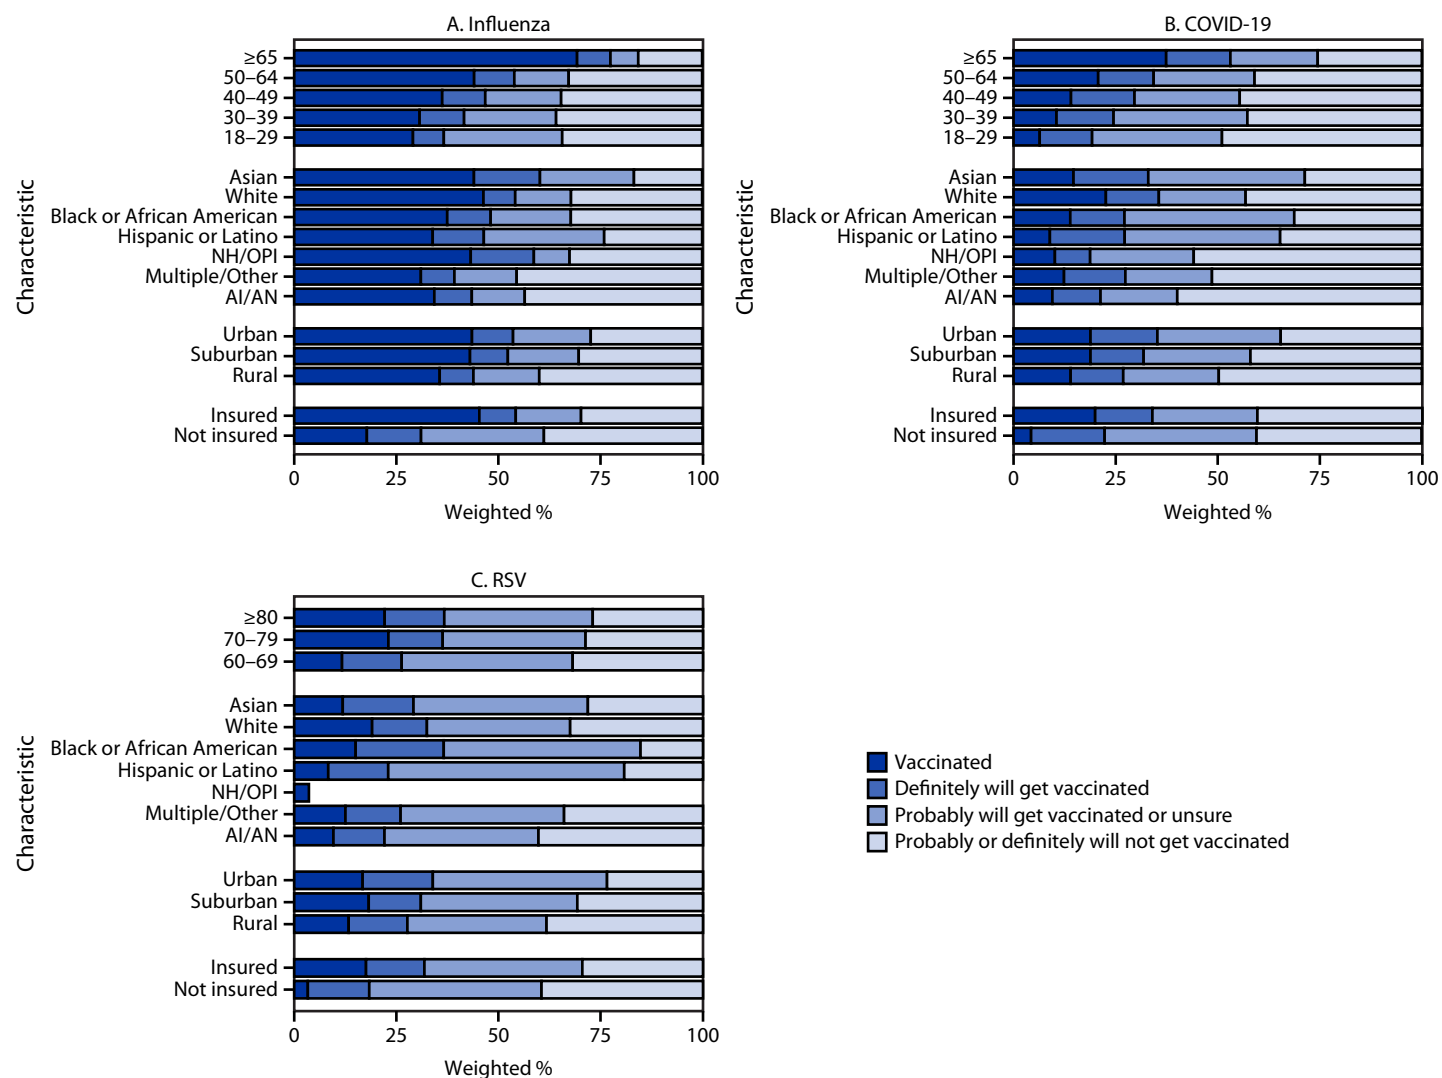 A. Influenza
Characteristic
≥65
50–64
40–49
30–39
18–29
Asian
White
Black or African American
Hispanic or Latino
NH/OPI
Multiple/Other
AI/AN
Urban
Suburban
Rural
Insured
Not insured
0 25 50 75 100
Weighted %
B. COVID-19
Characteristic
≥65
50–64
40–49
30–39
18–29
Asian
White
Black or African American
Hispanic or Latino
NH/OPI
Multiple/Other
AI/AN
Urban
Suburban
Rural
Insured
Not insured
0 25 50 75 100
Weighted %
C. RSV
Characteristic
≥80
70–79
60–69
Asian
White
Black or African American
Hispanic or Latino
NH/OPI
Multiple/Other
AI/AN
Urban
Suburban
Rural
Insured
Not insured
0 25 50 75 100
Weighted %
Vaccinated
Definitely will get vaccinated
Probably will get vaccinated or unsure
Probably or definitely will not get vaccinated